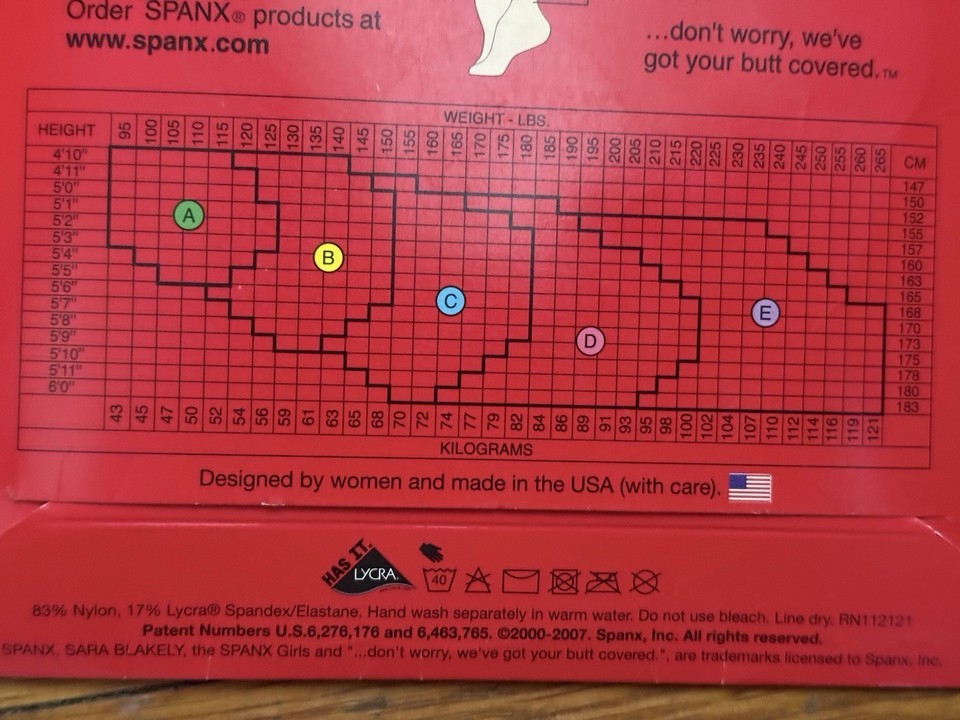 Order SPANX® products at
www.spanx.com
...don't worry, we've
got your butt covered.™
WEIGHT - LBS.
HEIGHT 95 100 105 110 115 120 125 130 135 140 145 150 155 160 165 170 175 180 185 190 195 200 205 210 215 220 225 230 235 240 245 250 255 260 265 CM
4'10" 147
4'11" 150
5'0" 152
5'1" 155
5'2" 157
5'3" 160
5'4" 163
5'5" 165
5'6" 168
5'7" 170
5'8" 173
5'9" 175
5'10" 178
5'11" 180
6'0" 183
A
B
C
E
D
43 45 47 50 52 54 56 59 61 63 65 68 70 72 74 77 79 82 84 86 89 91 93 95 98 100 102 104 107 110 112 114 116 119 121
KILOGRAMS
Designed by women and made in the USA (with care).
HAS IT.
LYCRA®
40
83% Nylon, 17% Lycra® Spandex/Elastane. Hand wash separately in warm water. Do not use bleach. Line dry. RN112121
Patent Numbers U.S.6,276,176 and 6,463,765. ©2000-2007. Spanx, Inc. All rights reserved.
SPANX, SARA BLAKELY, the SPANX Girls and "...don't worry, we've got your butt covered.", are trademarks licensed to Spanx, Inc.